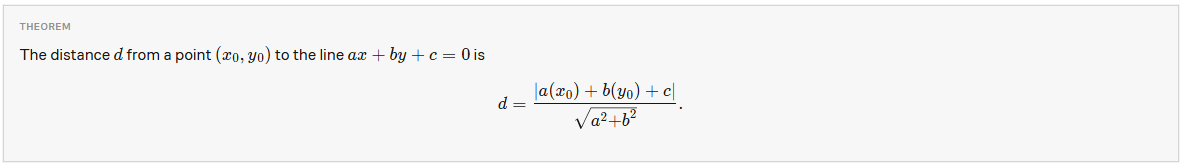 THEOREM
The distance d from a point (x₀, y₀) to the line ax + by + c = 0 is
d = |a(x₀) + b(y₀) + c| / √(a²+b²).